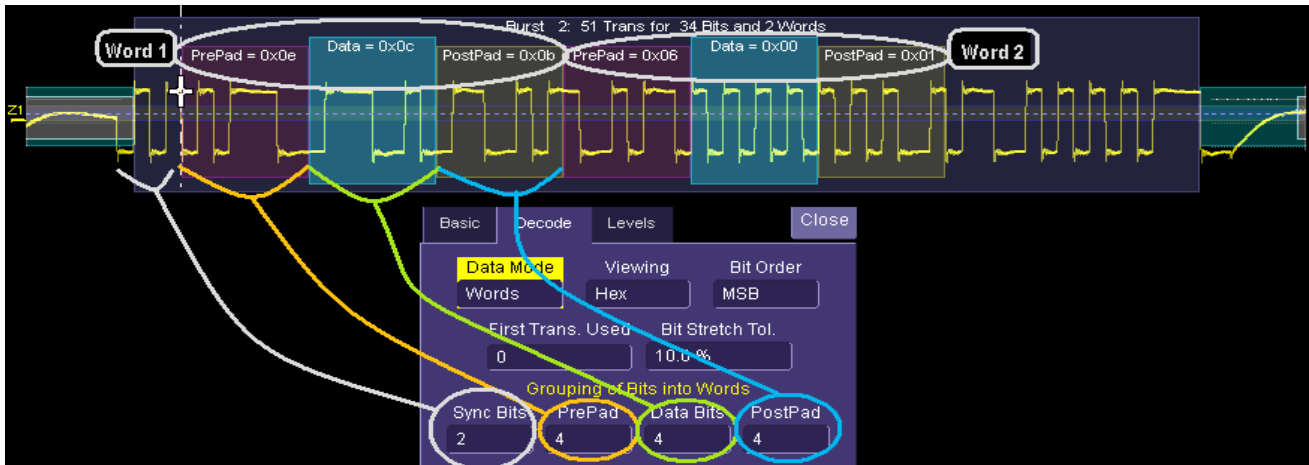 Burst 2: 51 Trans for 34 Bits and 2 Words
Word 1
PrePad = 0x0e
Data = 0x0c
PostPad = 0x0b
PrePad = 0x06
Data = 0x00
PostPad = 0x01
Word 2
Z1
Basic
Decode
Levels
Close
Data Mode
Viewing
Bit Order
Words
Hex
MSB
First Trans. Used
Bit Stretch Tol.
0
10.0 %
Grouping of Bits into Words
Sync Bits
PrePad
Data Bits
PostPad
2
4
4
4